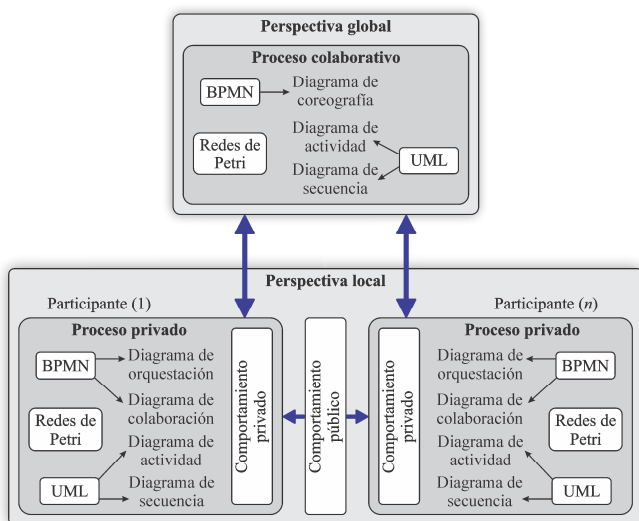 Perspectiva global
Proceso colaborativo
BPMN
Diagrama de
coreografía
Redes de
Petri
Diagrama de
actividad
Diagrama de
secuencia
UML
Perspectiva local
Participante (1)
Proceso privado
BPMN
Diagrama de
orquestación
Diagrama de
colaboración
Redes de
Petri
Diagrama de
actividad
UML
Diagrama de
secuencia
Comportamiento
privado
Comportamiento
público
Participante (n)
Proceso privado
Comportamiento
privado
Diagrama de
orquestación
BPMN
Diagrama de
colaboración
Redes de
Petri
Diagrama de
actividad
Diagrama de
secuencia
UML